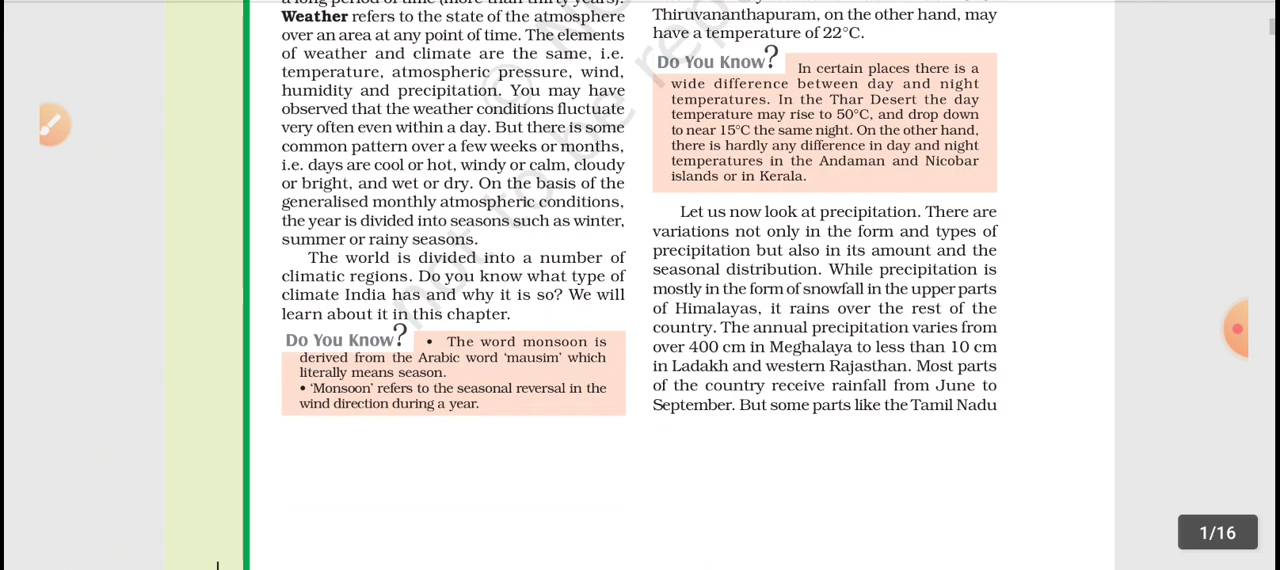 a long period of time (more than thirty years).
Weather refers to the state of the atmosphere
over an area at any point of time. The elements
of weather and climate are the same, i.e.
temperature, atmospheric pressure, wind,
humidity and precipitation. You may have
observed that the weather conditions fluctuate
very often even within a day. But there is some
common pattern over a few weeks or months,
i.e. days are cool or hot, windy or calm, cloudy
or bright, and wet or dry. On the basis of the
generalised monthly atmospheric conditions,
the year is divided into seasons such as winter,
summer or rainy seasons.
The world is divided into a number of
climatic regions. Do you know what type of
climate India has and why it is so? We will
learn about it in this chapter.
Do You Know? • The word monsoon is
derived from the Arabic word ‘mausim’ which
literally means season.
• ‘Monsoon’ refers to the seasonal reversal in the
wind direction during a year.
Thiruvananthapuram, on the other hand, may
have a temperature of 22°C.
Do You Know? In certain places there is a
wide difference between day and night
temperatures. In the Thar Desert the day
temperature may rise to 50°C, and drop down
to near 15°C the same night. On the other hand,
there is hardly any difference in day and night
temperatures in the Andaman and Nicobar
islands or in Kerala.
Let us now look at precipitation. There are
variations not only in the form and types of
precipitation but also in its amount and the
seasonal distribution. While precipitation is
mostly in the form of snowfall in the upper parts
of Himalayas, it rains over the rest of the
country. The annual precipitation varies from
over 400 cm in Meghalaya to less than 10 cm
in Ladakh and western Rajasthan. Most parts
of the country receive rainfall from June to
September. But some parts like the Tamil Nadu
not to be repu
© N
1/16